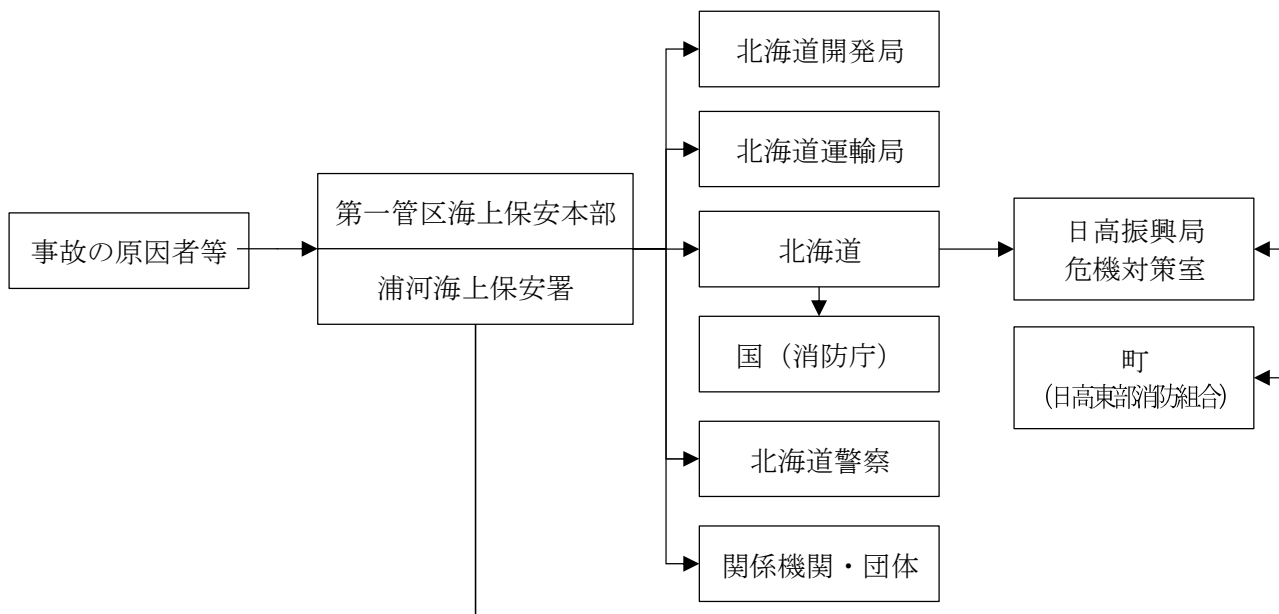 事故の原因者等
第一管区海上保安本部
浦河海上保安署
北海道開発局
北海道運輸局
北海道
国（消防庁）
北海道警察
関係機関・団体
日高振興局
危機対策室
町
（日高東部消防組合）